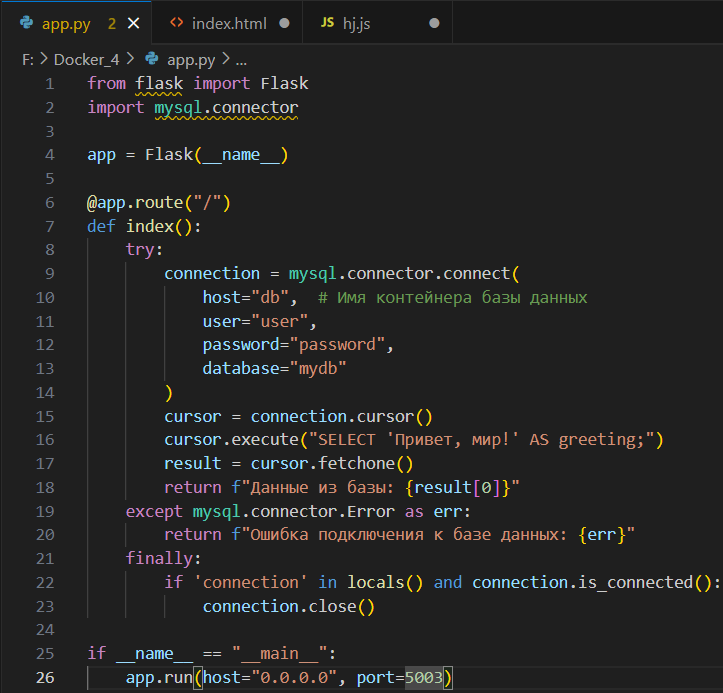 app.py 2 index.html hj.js
F: > Docker_4 > app.py > ...
1 from flask import Flask
2 import mysql.connector
3
4 app = Flask(__name__)
5
6 @app.route("/")
7 def index():
8     try:
9         connection = mysql.connector.connect(
10             host="db",  # Имя контейнера базы данных
11             user="user",
12             password="password",
13             database="mydb"
14         )
15         cursor = connection.cursor()
16         cursor.execute("SELECT 'Привет, мир!' AS greeting;")
17         result = cursor.fetchone()
18         return f"Данные из базы: {result[0]}"
19     except mysql.connector.Error as err:
20         return f"Ошибка подключения к базе данных: {err}"
21     finally:
22         if 'connection' in locals() and connection.is_connected():
23             connection.close()
24
25 if __name__ == "__main__":
26     app.run(host="0.0.0.0", port=5003)